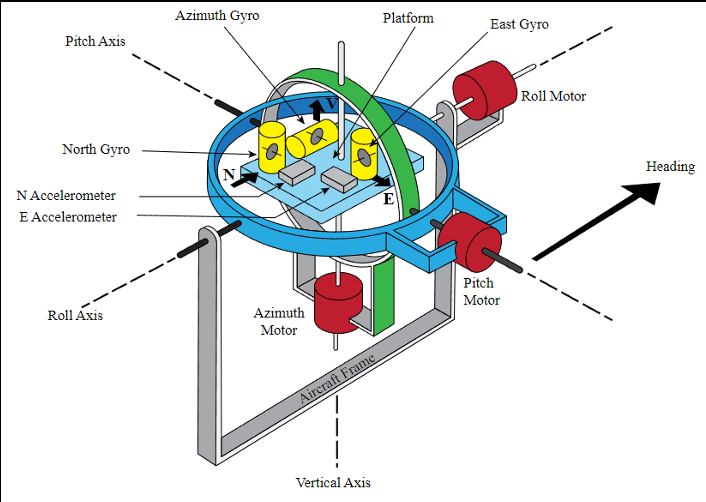 Azimuth Gyro
Platform
East Gyro
Pitch Axis
Roll Motor
V
North Gyro
Heading
N
N Accelerometer
E
E Accelerometer
Pitch
Motor
Roll Axis
Azimuth
Motor
Aircraft Frame
Vertical Axis